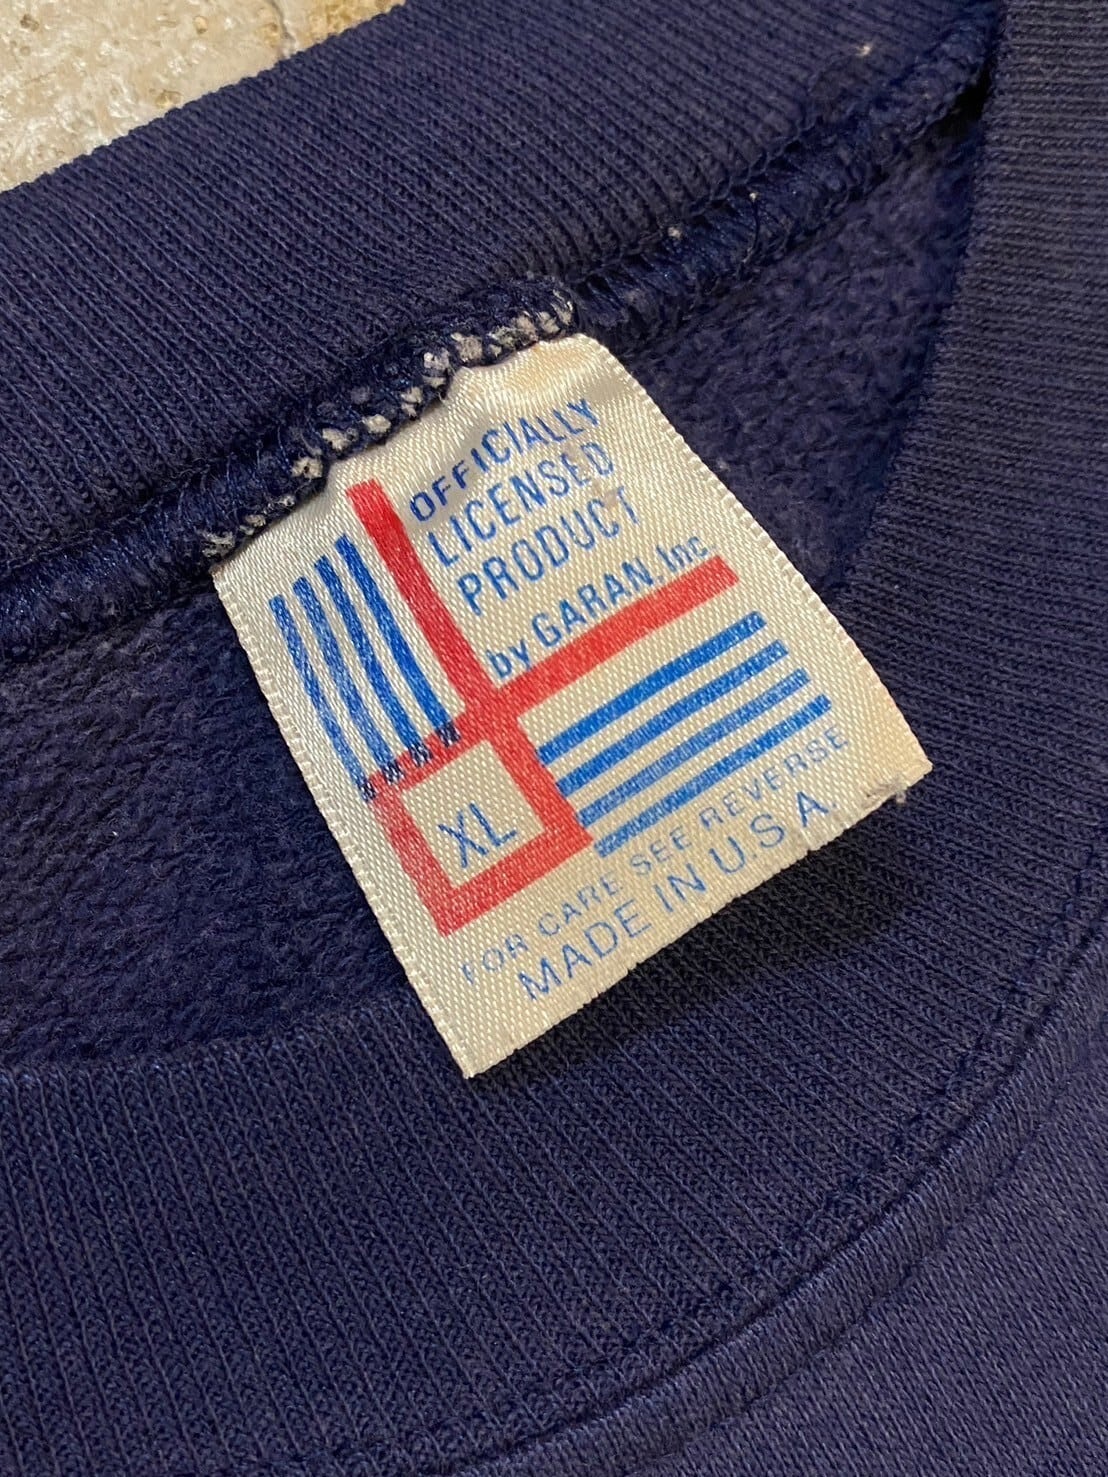 OFFICIALLY
LICENSED
PRODUCT
by GARAN, Inc.
XL
FOR CARE SEE REVERSE
MADE IN U.S.A.